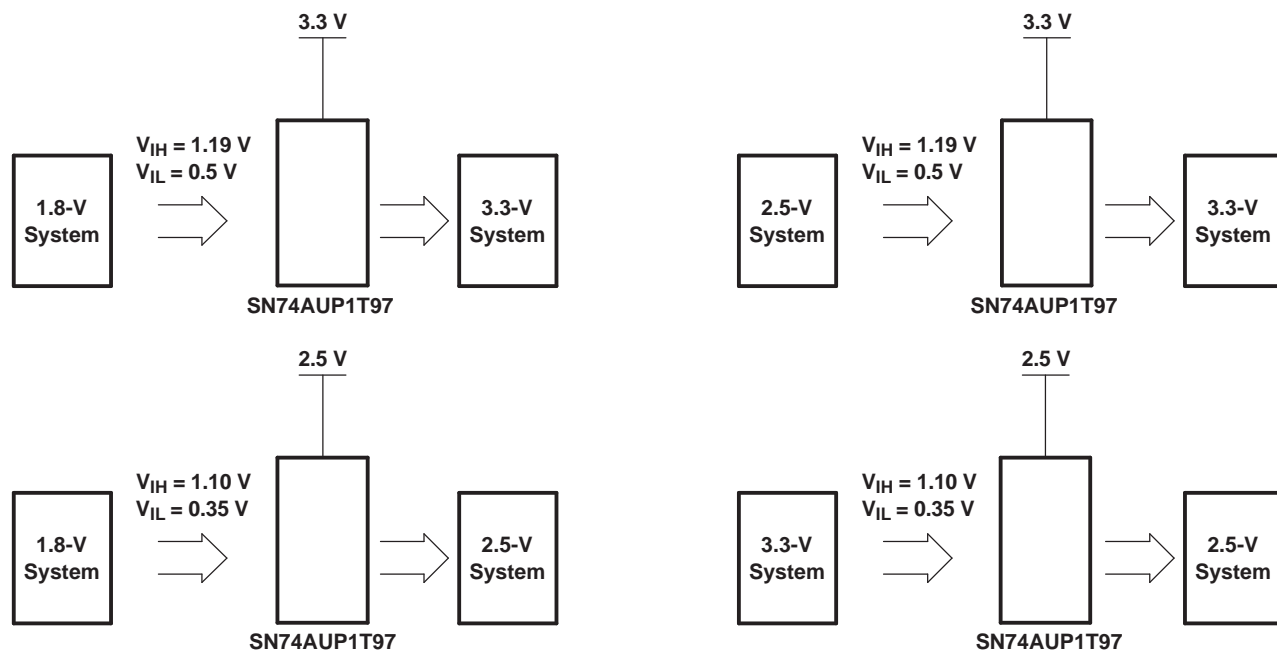 3.3 V
V_IH = 1.19 V
V_IL = 0.5 V
1.8-V
System
3.3-V
System
SN74AUP1T97
3.3 V
V_IH = 1.19 V
V_IL = 0.5 V
2.5-V
System
3.3-V
System
SN74AUP1T97
2.5 V
V_IH = 1.10 V
V_IL = 0.35 V
1.8-V
System
2.5-V
System
SN74AUP1T97
2.5 V
V_IH = 1.10 V
V_IL = 0.35 V
3.3-V
System
2.5-V
System
SN74AUP1T97